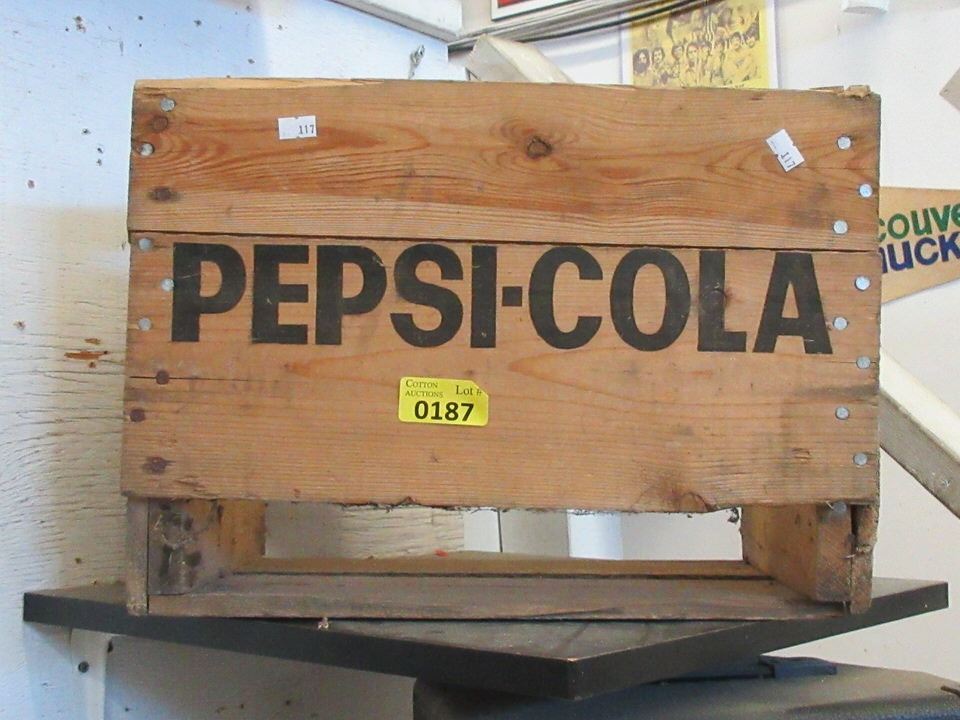 117
117
couve
uck
PEPSI-COLA
COTTON Lot #
AUCTIONS
0187